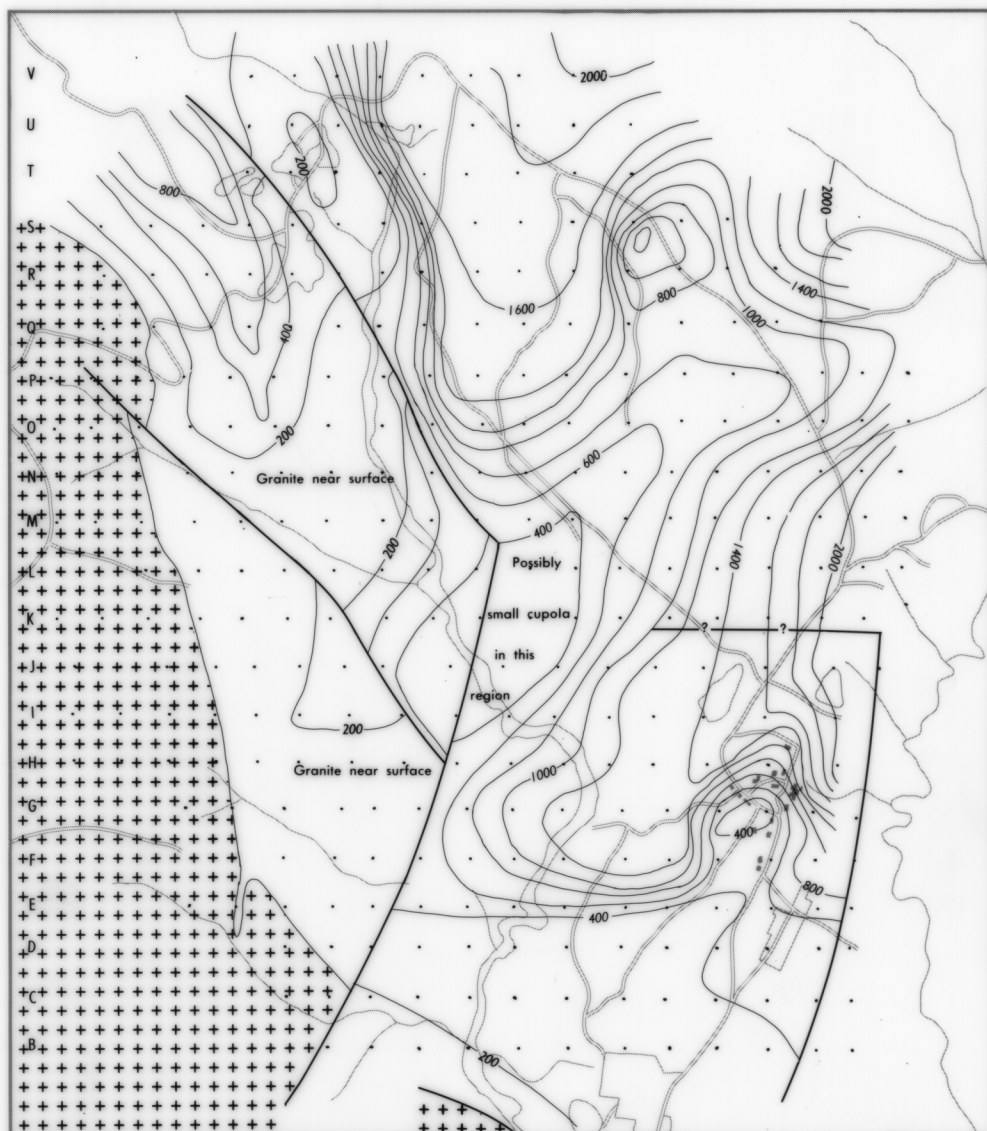 V
2000
U
T
200
800
2000
+S+
R
1400
800
1600
1000
Q
400
P
O
200
600
N
Granite near surface
M
400
200
1400
2000
L
Possibly
K
small cupola
?
?
J
in this
region
I
200
H
Granite near surface
1000
G
400
F
800
E
400
D
C
B
200